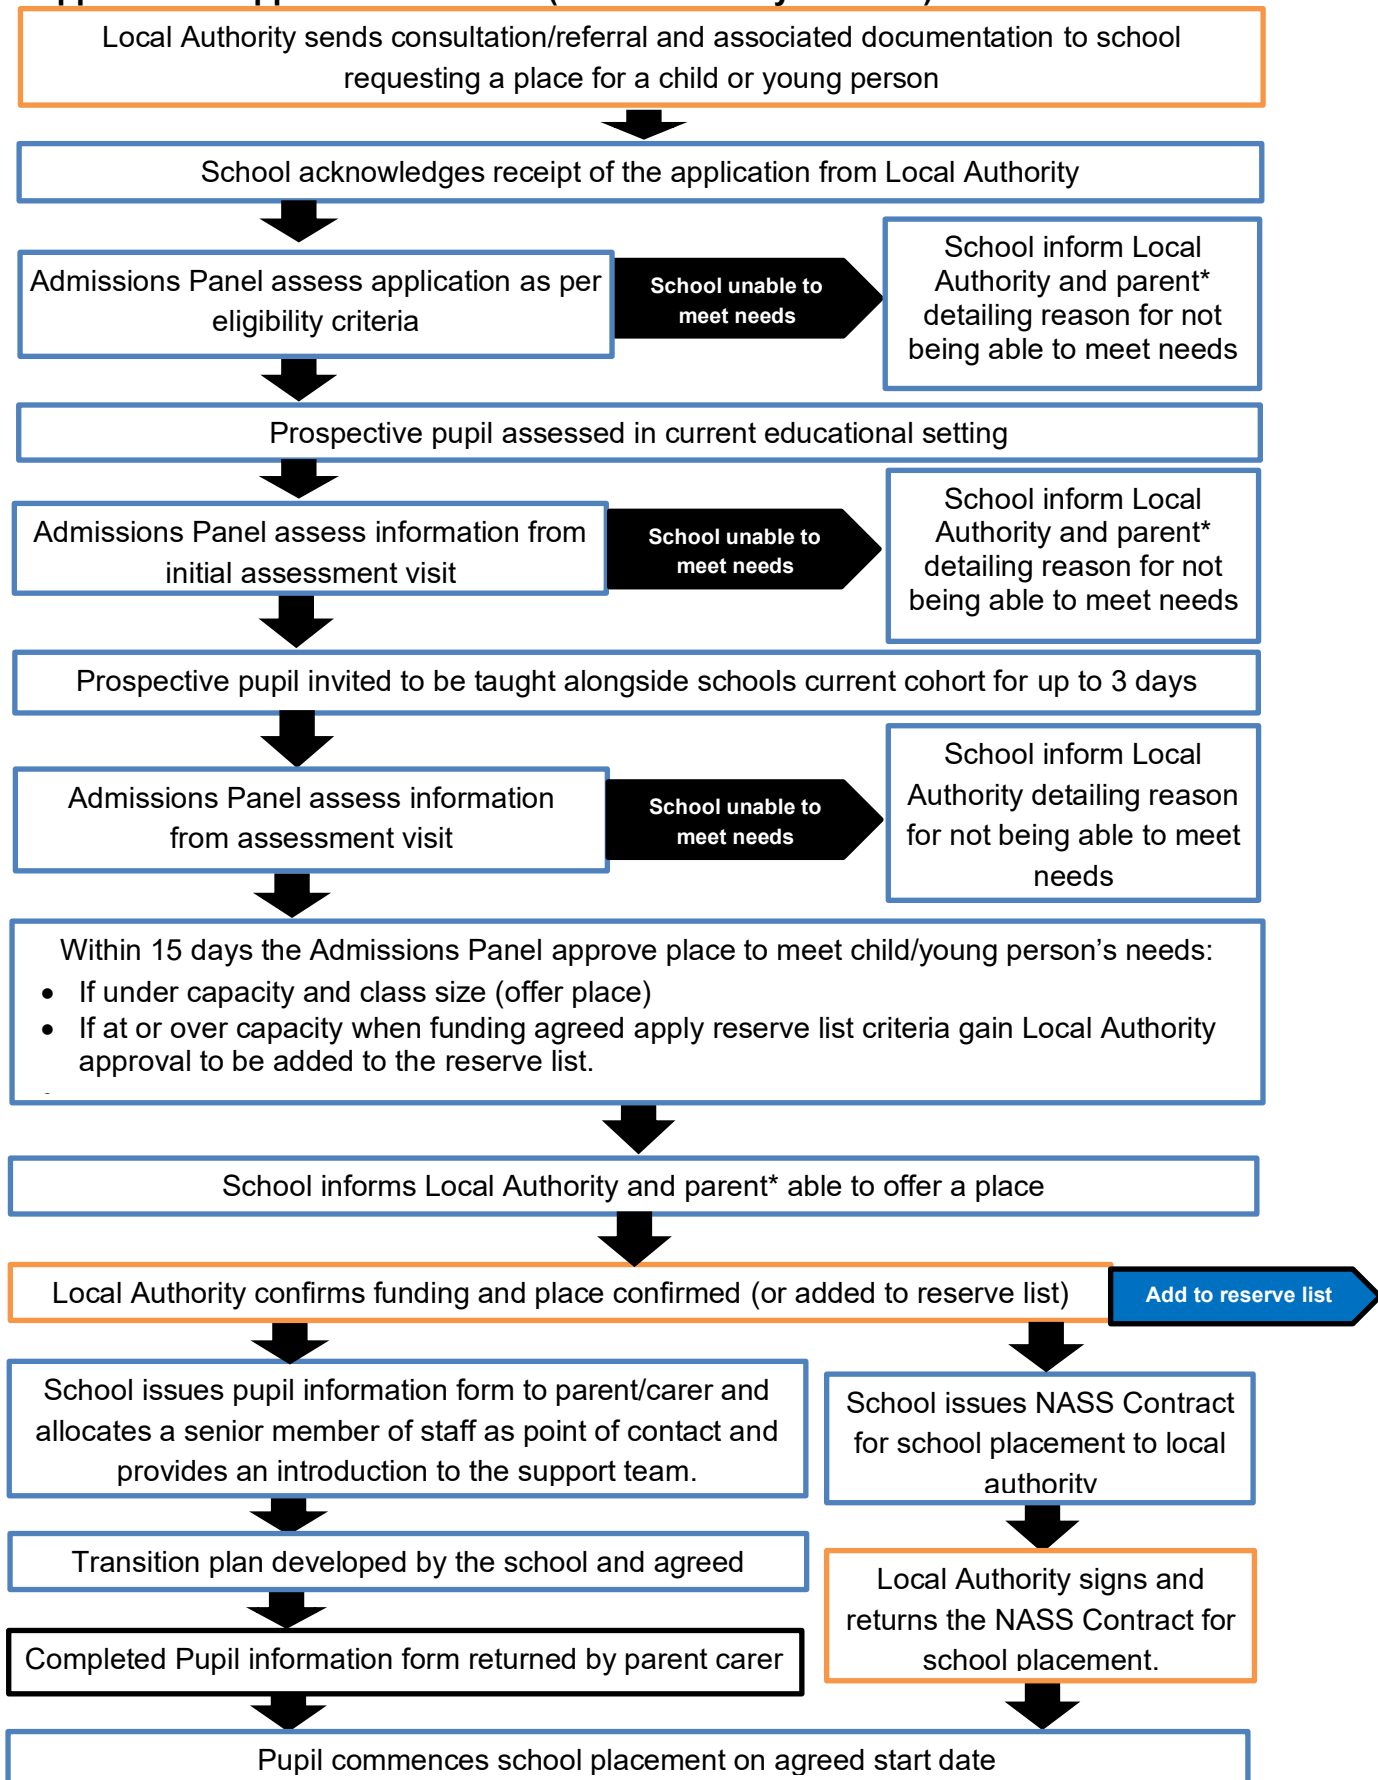 Local Authority sends consultation/referral and associated documentation to school
requesting a place for a child or young person
School acknowledges receipt of the application from Local Authority
Admissions Panel assess application as per
eligibility criteria
School unable to
meet needs
School inform Local
Authority and parent*
detailing reason for not
being able to meet needs
Prospective pupil assessed in current educational setting
Admissions Panel assess information from
initial assessment visit
School unable to
meet needs
School inform Local
Authority and parent*
detailing reason for not
being able to meet needs
Prospective pupil invited to be taught alongside schools current cohort for up to 3 days
Admissions Panel assess information
from assessment visit
School unable to
meet needs
School inform Local
Authority detailing reason
for not being able to meet
needs
Within 15 days the Admissions Panel approve place to meet child/young person’s needs:
• If under capacity and class size (offer place)
• If at or over capacity when funding agreed apply reserve list criteria gain Local Authority
approval to be added to the reserve list.
School informs Local Authority and parent* able to offer a place
Local Authority confirms funding and place confirmed (or added to reserve list)
Add to reserve list
School issues pupil information form to parent/carer and
allocates a senior member of staff as point of contact and
provides an introduction to the support team.
School issues NASS Contract
for school placement to local
authority
Transition plan developed by the school and agreed
Local Authority signs and
returns the NASS Contract for
school placement.
Completed Pupil information form returned by parent carer
Pupil commences school placement on agreed start date